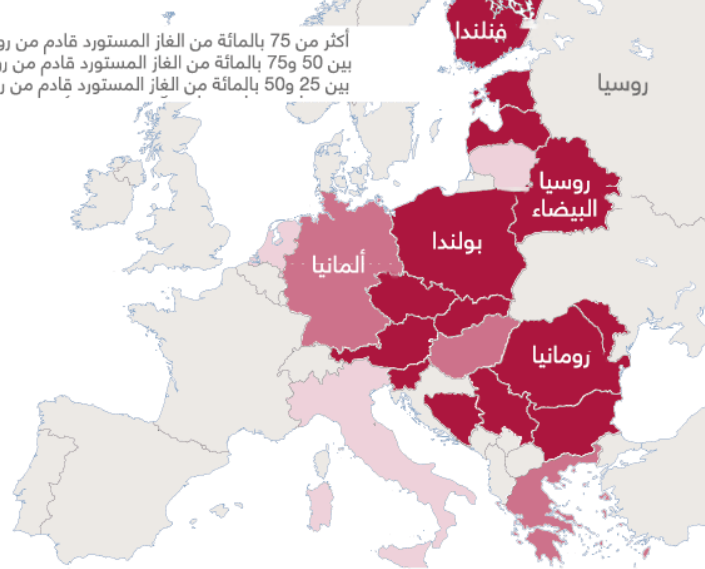 أكثر من 75 بالمائة من الغاز المستورد قادم من
بين 50 و75 بالمائة من الغاز المستورد قادم من
بين 25 و50 بالمائة من الغاز المستورد قادم من
فنلندا
روسيا
روسيا
البيضاء
بولندا
ألمانيا
رومانيا